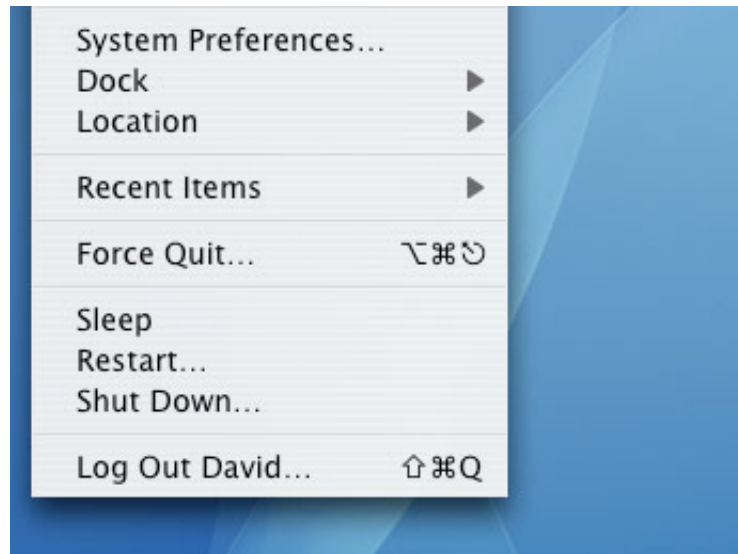 System Preferences…
Dock ▶
Location ▶
Recent Items ▶
Force Quit… ⌥⌘⎋
Sleep
Restart…
Shut Down…
Log Out David… ⇧⌘Q